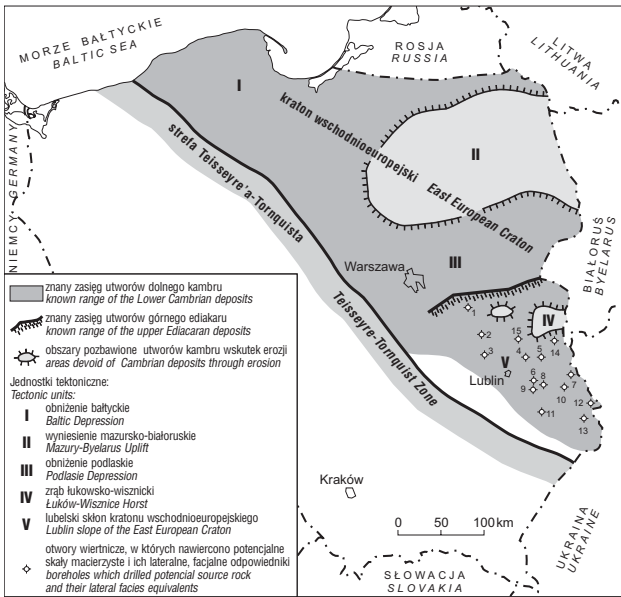 MORZE BAŁTYCKIE
BALTIC SEA
ROSJA
RUSSIA
LITWA
LITHUANIA
I
kraton wschodnioeuropejski
East European Craton
II
strefa Teisseyre'a-Tornquista
Teisseyre-Tornquist Zone
NIEMCY-GERMANY
BIAŁORUŚ
BYELARUS
III
Warszawa
1
IV
2
15
14
3
4
5
V
Lublin
6
7
8
9
10
12
11
13
Kraków
0
50
100 km
UKRAINA
UKRAINE
SŁOWACJA
SLOVAKIA
znany zasięg utworów dolnego kambru
known range of the Lower Cambrian deposits
znany zasięg utworów górnego ediakaru
known range of the upper Ediacaran deposits
obszary pozbawione utworów kambru wskutek erozji
areas devoid of Cambrian deposits through erosion
Jednostki tektoniczne:
Tectonic units:
I obniżenie bałtyckie
Baltic Depression
II wyniesienie mazursko-białoruskie
Mazury-Byelarus Uplift
III obniżenie podlaskie
Podlasie Depression
IV zrąb łukowsko-wisznicki
Łuków-Wisznice Horst
V lubelski skłon kratonu wschodnioeuropejskiego
Lublin slope of the East European Craton
otwory wiertnicze, w których nawiercono potencjalne
skały macierzyste i ich lateralne, facjalne odpowiedniki
boreholes which drilled potencial source rock
and their lateral facies equivalents